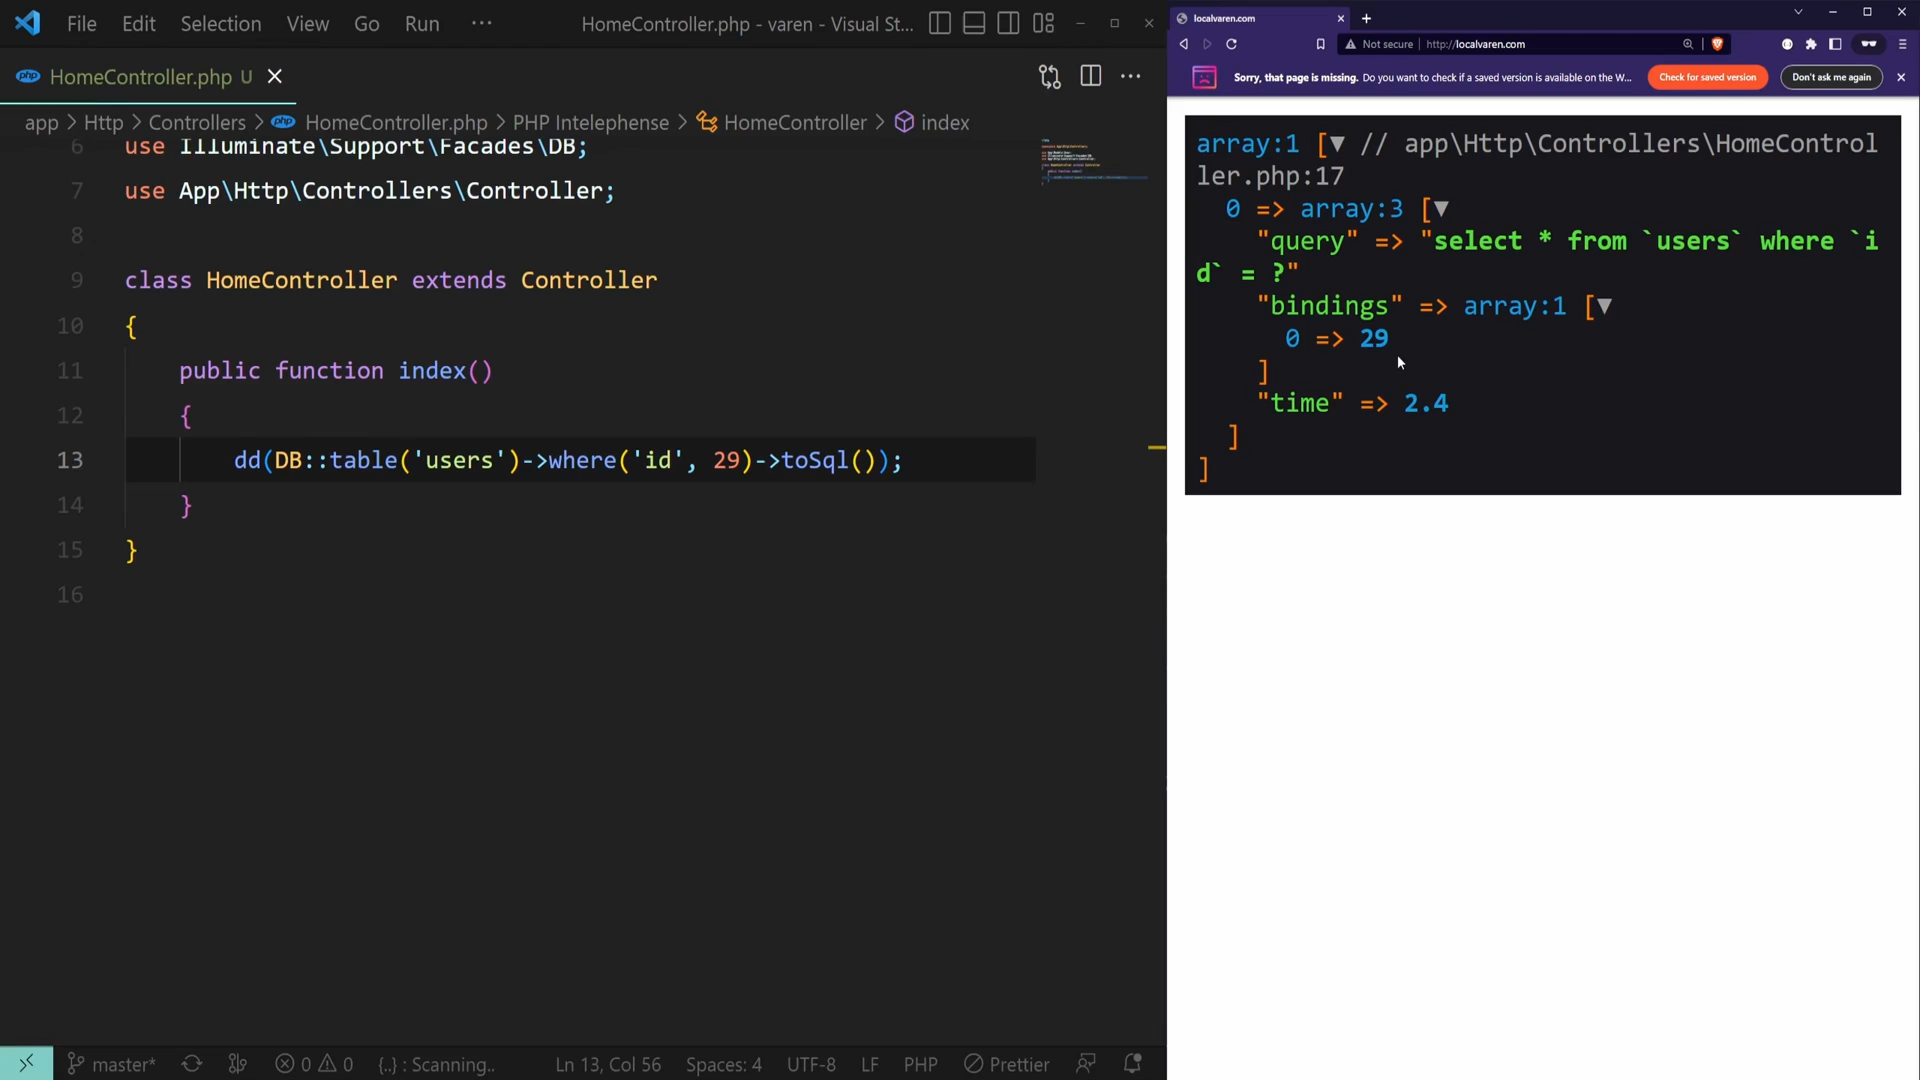 File Edit Selection View Go Run ··· HomeController.php - varen - Visual St...
HomeController.php U
app > Http > Controllers > HomeController.php > PHP Intelephense > HomeController > index
6 use Illuminate\Support\Facades\DB;
7 use App\Http\Controllers\Controller;
8
9 class HomeController extends Controller
10 {
11 public function index()
12 {
13 dd(DB::table('users')->where('id', 29)->toSql());
14 }
15 }
16
master* 0 0 {..} : Scanning.. Ln 13, Col 56 Spaces: 4 UTF-8 LF PHP Prettier
localvaren.com
Not secure http://localvaren.com
Sorry, that page is missing. Do you want to check if a saved version is available on the W... Check for saved version Don't ask me again
array:1 [▼ // app\Http\Controllers\HomeControl
ler.php:17
0 => array:3 [▼
"query" => "select * from `users` where `i
d` = ?"
"bindings" => array:1 [▼
0 => 29
]
"time" => 2.4
]
]